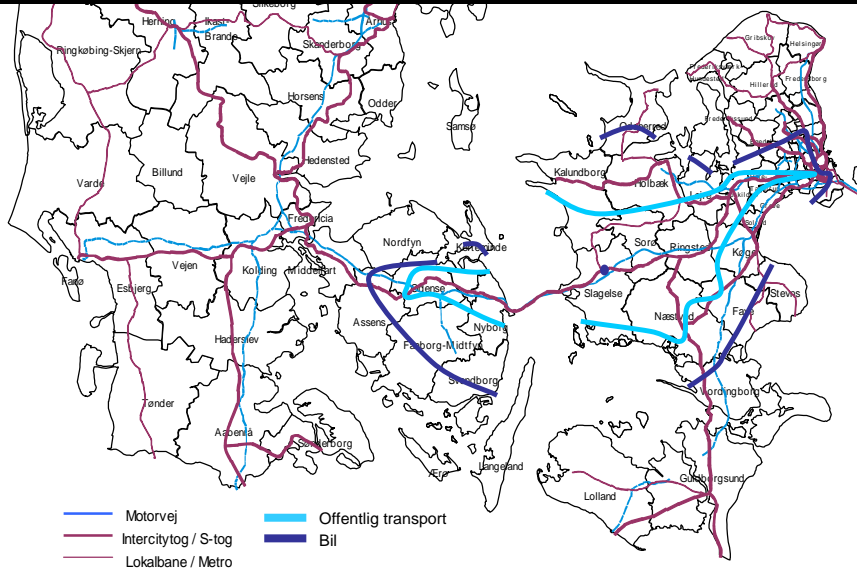 Silkeborg
Herning
Ikast-
Brande
Århus
Ringkøbing-Skjern
Skanderborg
Gribskov
Helsingør
Hillerød
Fredensborg
Frederikssund
Horsens
Odder
Samsø
Odsherred
Hedensted
Varde
Billund
Vejle
Kalundborg
Holbæk
Lejre
Fredericia
Nordfyn
Kerteminde
Sorø
Ringsted
Køge
Fanø
Vejen
Kolding
Middelfart
Esbjerg
Odense
Slagelse
Stevns
Assens
Nyborg
Næstved
Faxe
Haderslev
Faaborg-Midtfyn
Svendborg
Vordingborg
Tønder
Aabenraa
Sønderborg
Ærø
Langeland
Guldborgsund
Lolland
Motorvej
Offentlig transport
Intercitytog / S-tog
Bil
Lokalbane / Metro